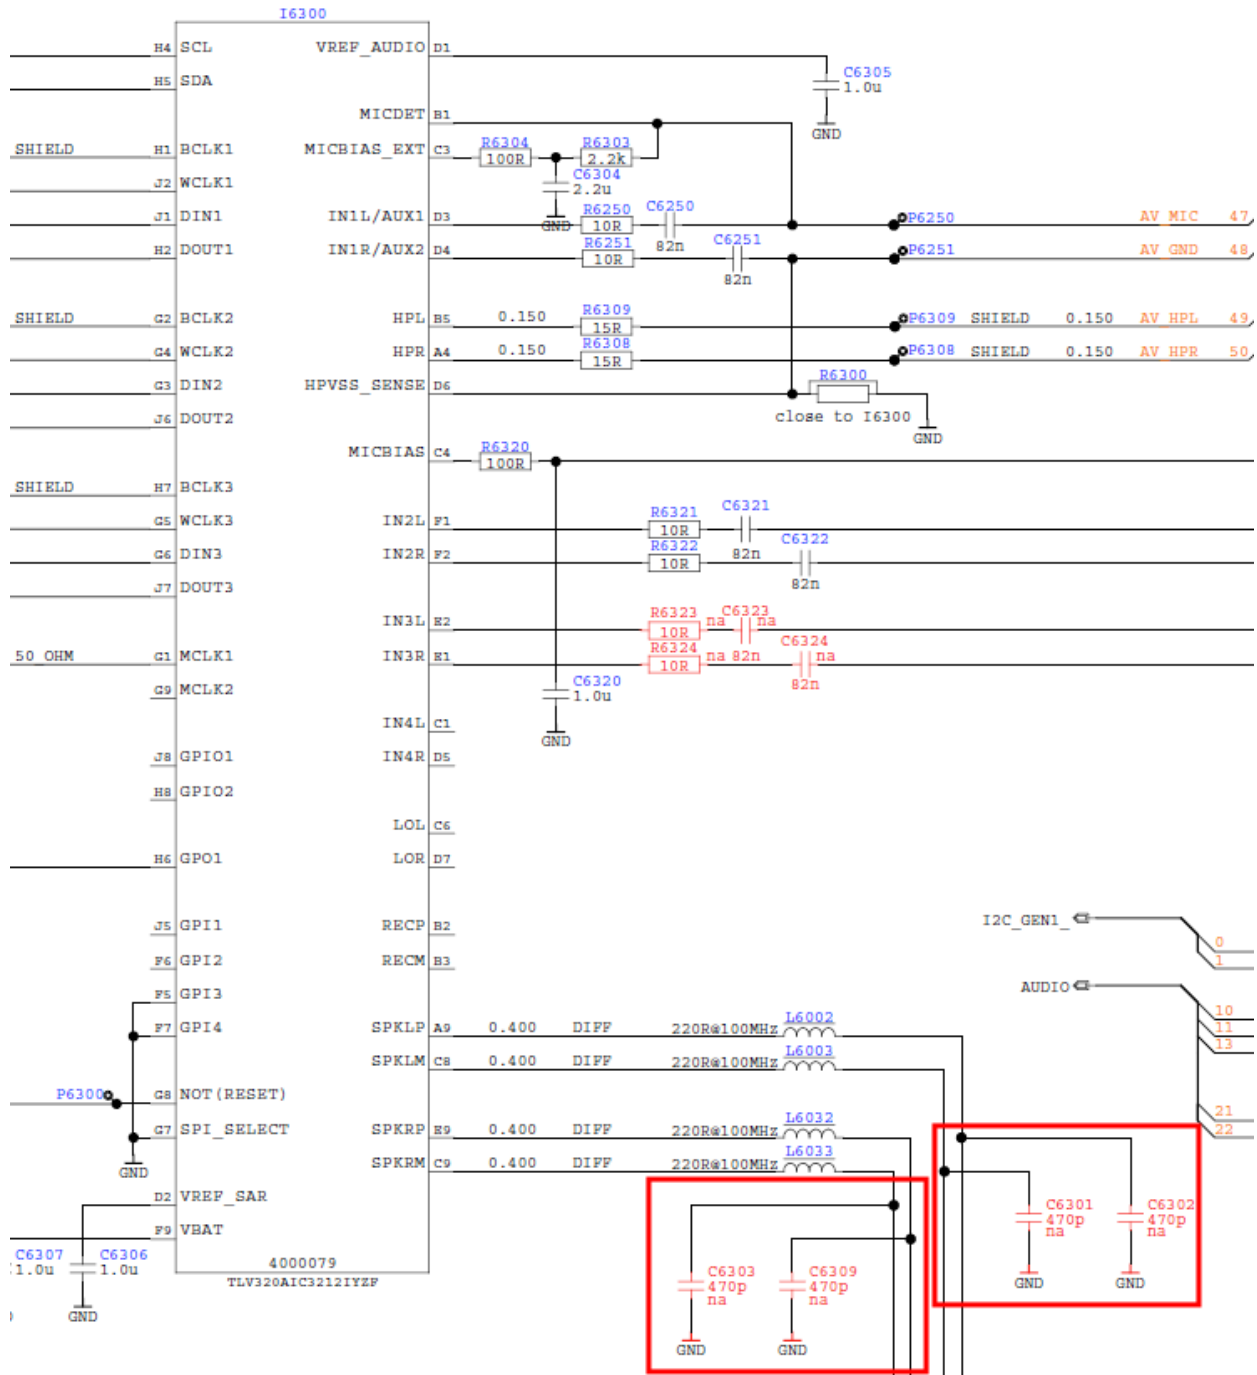 I6300
H4 SCL VREF_AUDIO D1
C6305
1.0u
H5 SDA
GND
MICDET B1
SHIELD H1 BCLK1 MICBIAS_EXT C3 R6304 R6303
100R 2.2k
C6304
2.2u
GND
J2 WCLK1
J1 DIN1 IN1L/AUX1 D3 R6250 C6250 P6250 AV_MIC 47
10R 82n
H2 DOUT1 IN1R/AUX2 D4 R6251 C6251 P6251 AV_GND 48
10R 82n
SHIELD G2 BCLK2 HPL B5 0.150 R6309 P6309 SHIELD 0.150 AV_HPL 49
15R
G4 WCLK2 HPR A4 0.150 R6308 P6308 SHIELD 0.150 AV_HPR 50
15R
G3 DIN2 HPVSS_SENSE D6 R6300
close to I6300
GND
J6 DOUT2
MICBIAS C4 R6320
100R
SHIELD H7 BCLK3
G5 WCLK3 IN2L F1 R6321 C6321
10R 82n
G6 DIN3 IN2R F2 R6322 C6322
10R 82n
J7 DOUT3
IN3L E2 R6323 na C6323 na
10R 82n
50_OHM G1 MCLK1 IN3R E1 R6324 na C6324 na
10R 82n
G9 MCLK2
C6320
1.0u
GND
IN4L C1
J8 GPIO1 IN4R D5
H8 GPIO2
LOL C6
H6 GPO1 LOR D7
J5 GPI1 RECP B2
F6 GPI2 RECM B3
I2C_GEN1_
0
1
F5 GPI3
AUDIO
10
11
13
21
22
F7 GPI4 SPKLP A9 0.400 DIFF 220R@100MHz L6002
SPKLM C8 0.400 DIFF 220R@100MHz L6003
P6300 G8 NOT(RESET)
G7 SPI_SELECT SPKRP E9 0.400 DIFF 220R@100MHz L6032
GND
SPKRM C9 0.400 DIFF 220R@100MHz L6033
D2 VREF_SAR
F9 VBAT
C6301
470p
na
GND
C6302
470p
na
GND
C6307
1.0u
C6306
1.0u
GND
C6303
470p
na
GND
C6309
470p
na
GND
4000079
TLV320AIC3212IYZF